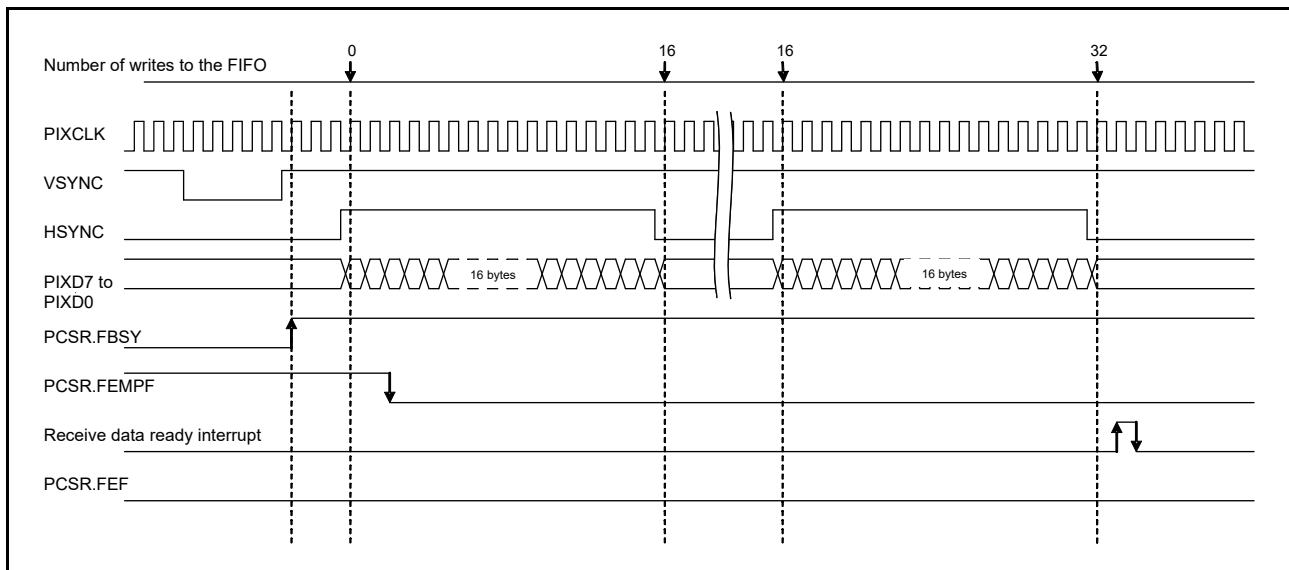 0 16 16 32
Number of writes to the FIFO
PIXCLK
VSYNC
HSYNC
16 bytes 16 bytes
PIXD7 to
PIXD0
PCSR.FBSY
PCSR.FEMPF
Receive data ready interrupt
PCSR.FEF